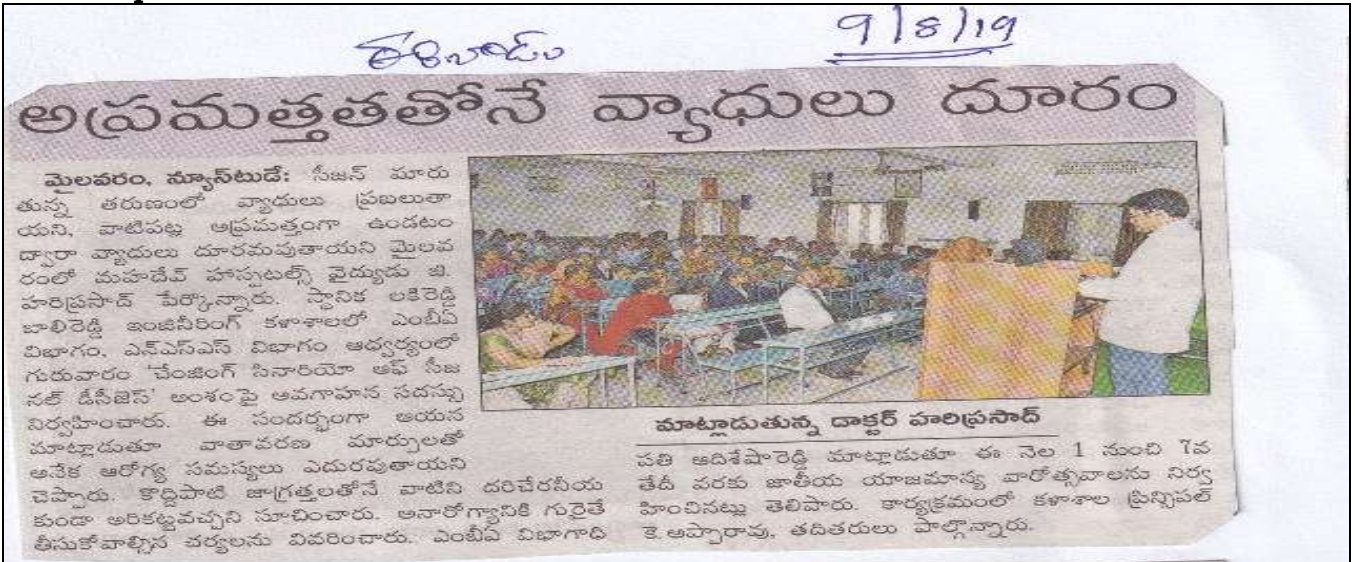 ఈనాడు
9/8/19
అప్రమత్తతతోనే వ్యాధులు దూరం
మైలవరం, న్యూస్‌టుడే: సీజన్ మారు
తున్న తరుణంలో వ్యాధులు ప్రబలుతా
యని, వాటిపట్ల అప్రమత్తంగా ఉండటం
ద్వారా వ్యాధులు దూరమవుతాయని మైలవ
రంలో మహదేవ్ హాస్పటల్స్ వైద్యుడు జి.
హరిప్రసాద్ పేర్కొన్నారు. స్థానిక లకిరెడ్డి
బాలిరెడ్డి ఇంజినీరింగ్ కళాశాలలో ఎంబీఏ
విభాగం, ఎన్ఎస్ఎస్ విభాగం ఆధ్వర్యంలో
గురువారం 'చేంజింగ్ సినారియో ఆఫ్ సీజ
నల్ డిసీజెస్' అంశంపై అవగాహన సదస్సు
నిర్వహించారు. ఈ సందర్భంగా ఆయన
మాట్లాడుతూ వాతావరణ మార్పులతో
అనేక ఆరోగ్య సమస్యలు ఎదురవుతాయని
చెప్పారు. కొద్దిపాటి జాగ్రత్తలతోనే వాటిని దరిచేరనీయ
కుండా అరికట్టవచ్చని సూచించారు. అనారోగ్యానికి గురైతే
తీసుకోవాల్సిన చర్యలను వివరించారు. ఎంబీఏ విభాగాధి
మాట్లాడుతున్న డాక్టర్ హరిప్రసాద్
పతి ఆదిశేషారెడ్డి మాట్లాడుతూ ఈ నెల 1 నుంచి 7వ
తేదీ వరకు జాతీయ యాజమాన్య వారోత్సవాలను నిర్వ
హించినట్లు తెలిపారు. కార్యక్రమంలో కళాశాల ప్రిన్సిపల్
కె.అప్పారావు, తదితరులు పాల్గొన్నారు.